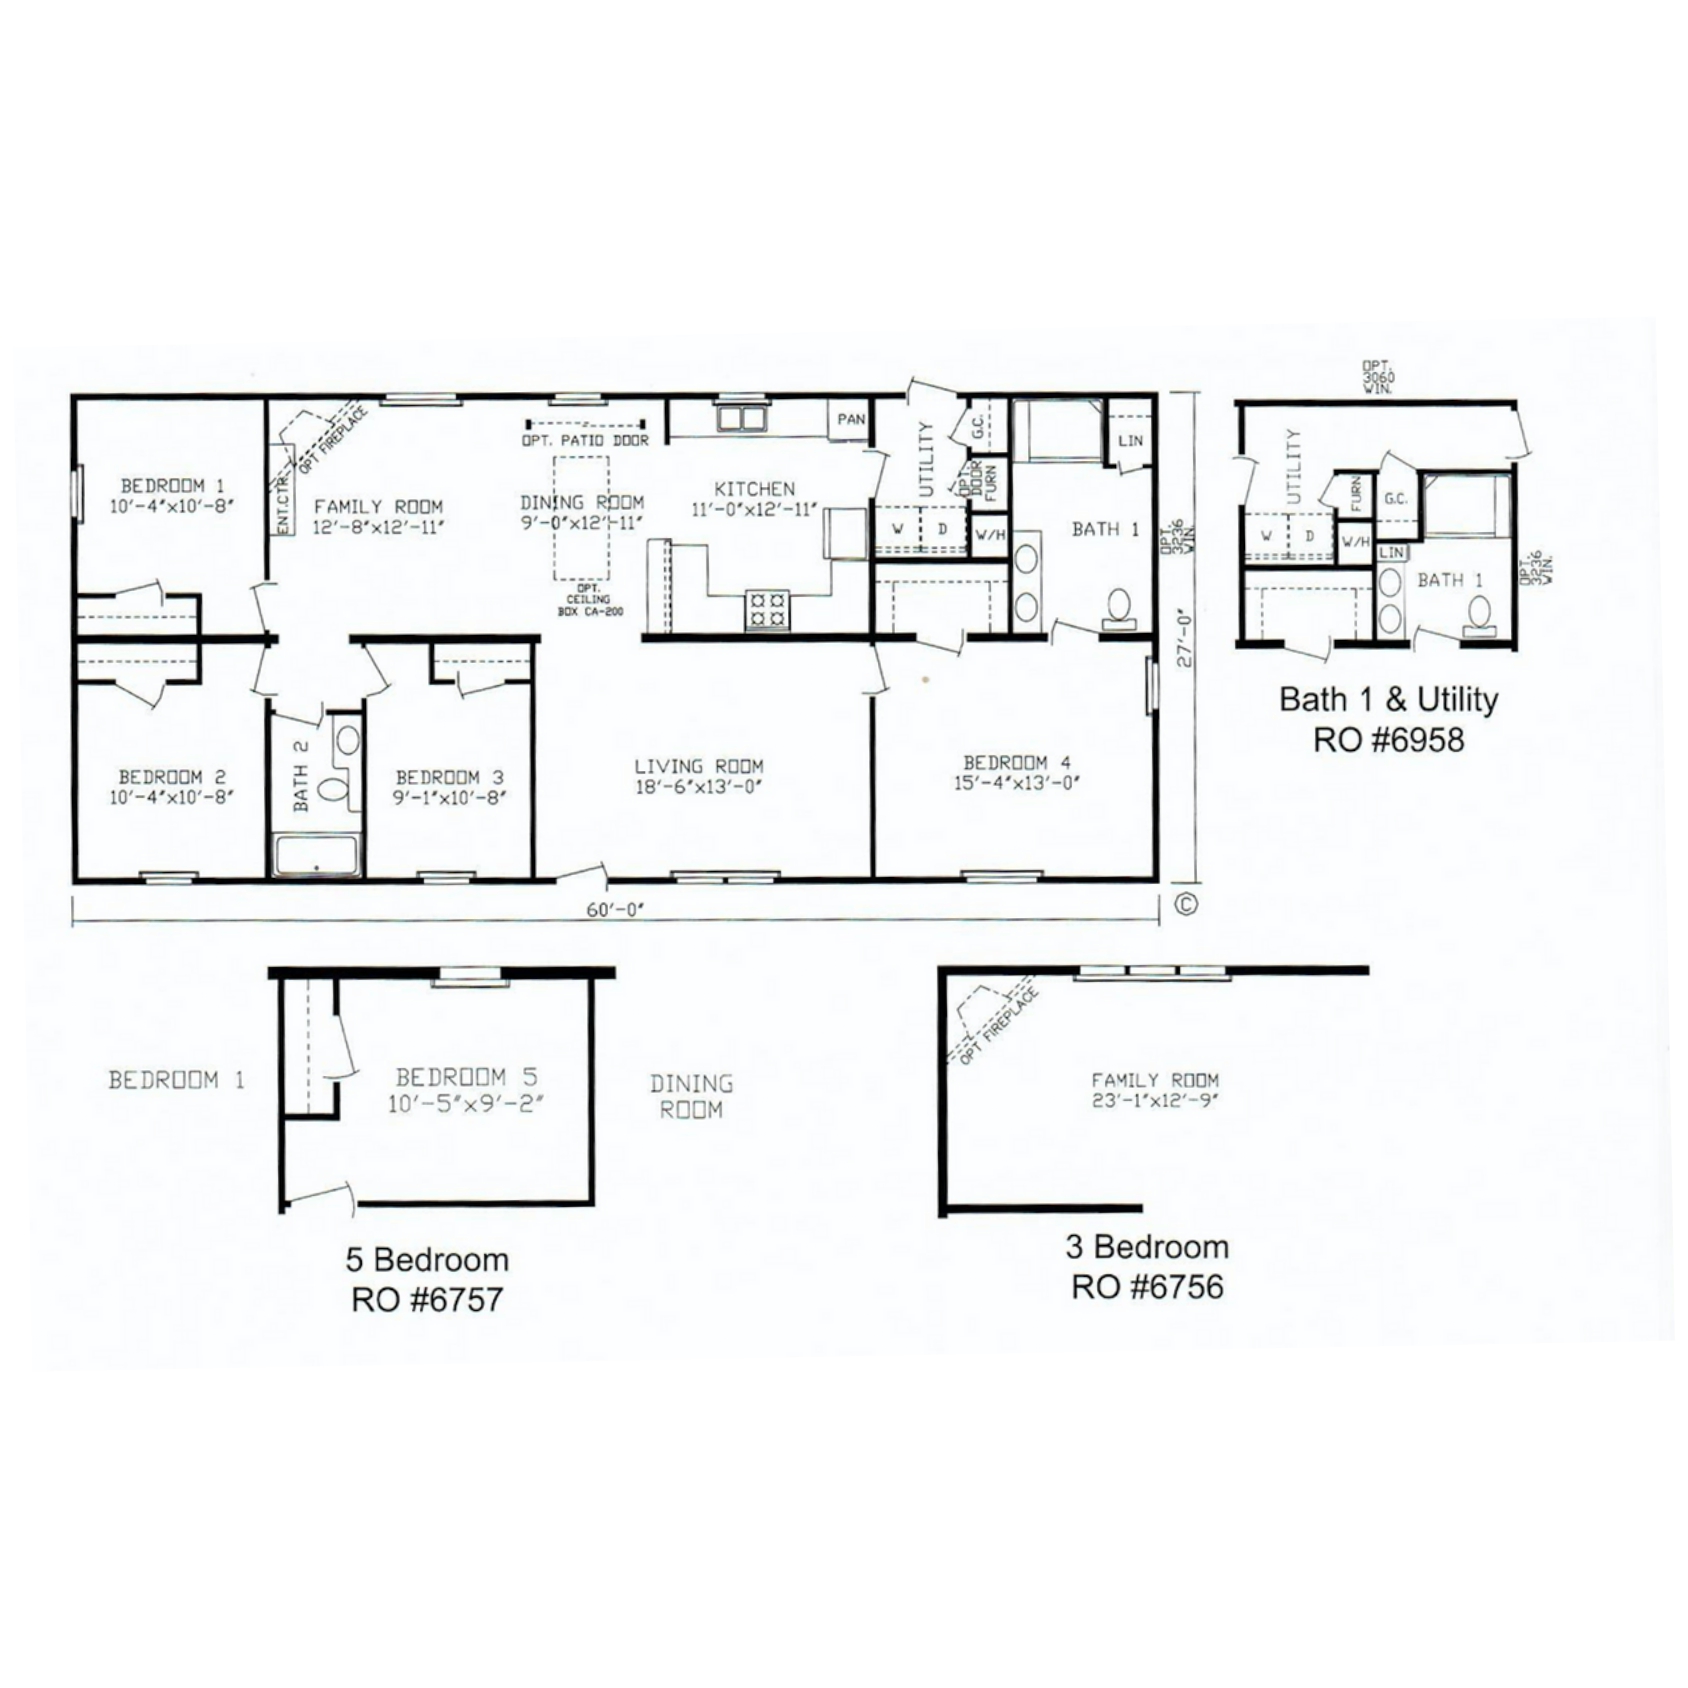 BEDROOM 1
10'-4"x10'-8"
OPT FIREPLACE
ENT.CTR.
FAMILY ROOM
12'-8"x12'-11"
OPT. PATIO DOOR
DINING ROOM
9'-0"x12'-11"
OPT.
CEILING
BOX CA-200
KITCHEN
11'-0"x12'-11"
PAN
UTILITY
G.C.
OPT.
DOOR
FURN
W
D
W/H
LIN
BATH 1
OPT.
3236
WIN.
27'-0"
BEDROOM 2
10'-4"x10'-8"
BATH 2
BEDROOM 3
9'-1"x10'-8"
LIVING ROOM
18'-6"x13'-0"
BEDROOM 4
15'-4"x13'-0"
60'-0"
©
OPT.
3060
WIN.
UTILITY
FURN
G.C.
W
D
W/H
LIN
BATH 1
OPT.
3236
WIN.
Bath 1 & Utility
RO #6958
BEDROOM 1
BEDROOM 5
10'-5"x9'-2"
DINING
ROOM
5 Bedroom
RO #6757
OPT FIREPLACE
FAMILY ROOM
23'-1"x12'-9"
3 Bedroom
RO #6756